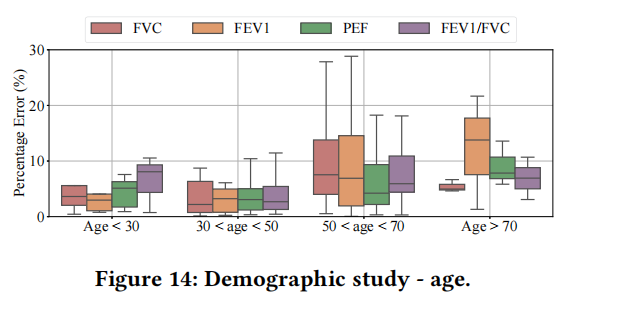 FVC FEV1 PEF FEV1/FVC
Percentage Error (%)
30
20
10
0
Age < 30 30 < age < 50 50 < age < 70 Age > 70
Figure 14: Demographic study - age.